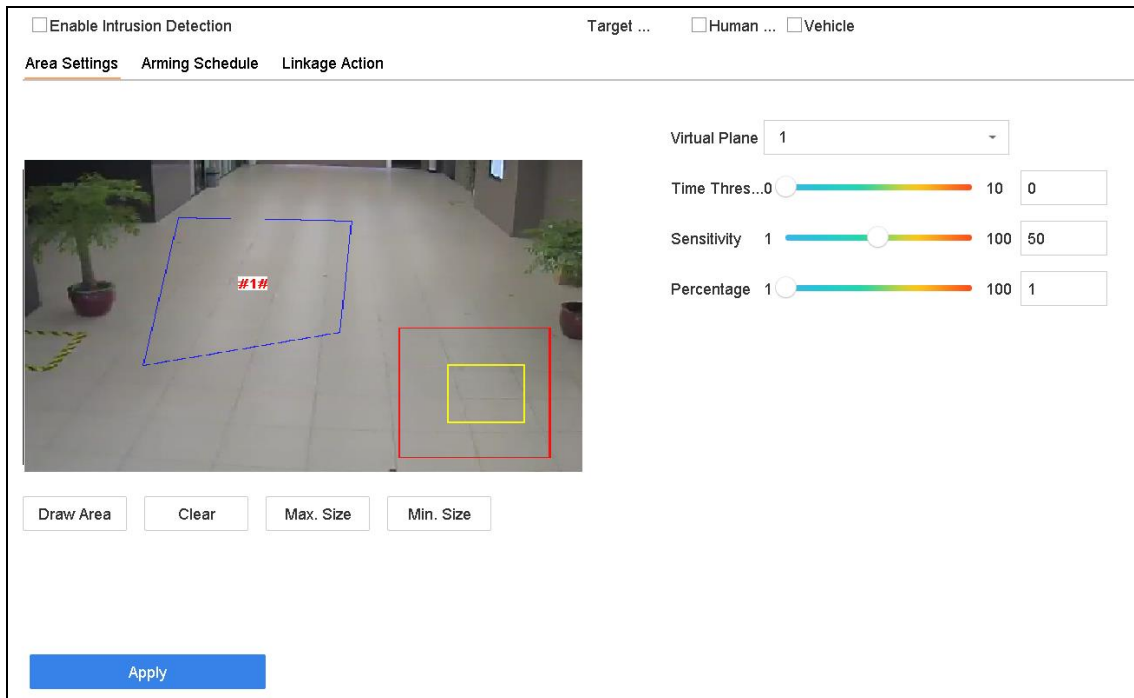 Enable Intrusion Detection Target ... Human ... Vehicle
Area Settings Arming Schedule Linkage Action
Virtual Plane 1
Time Thres...0 10 0
#1#
Sensitivity 1 100 50
Percentage 1 100 1
Draw Area Clear Max. Size Min. Size
Apply